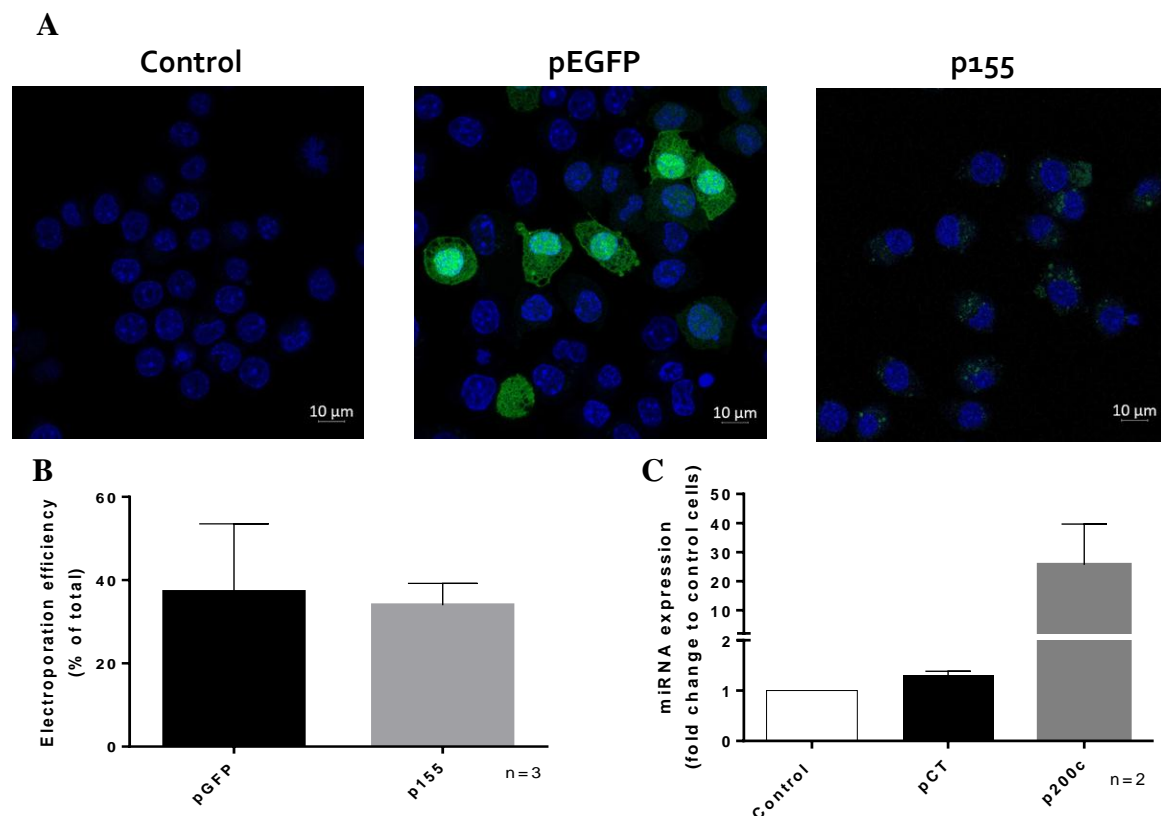 A
Control
pEGFP
p155
10 µm
10 µm
10 µm
B
Electroporation efficiency
(% of total)
60
40
20
0
pGFP
p155
n=3
C
miRNA expression
(fold change to control cells)
50
40
30
20
10
2
1
0
Control
pCT
p200c
n=2